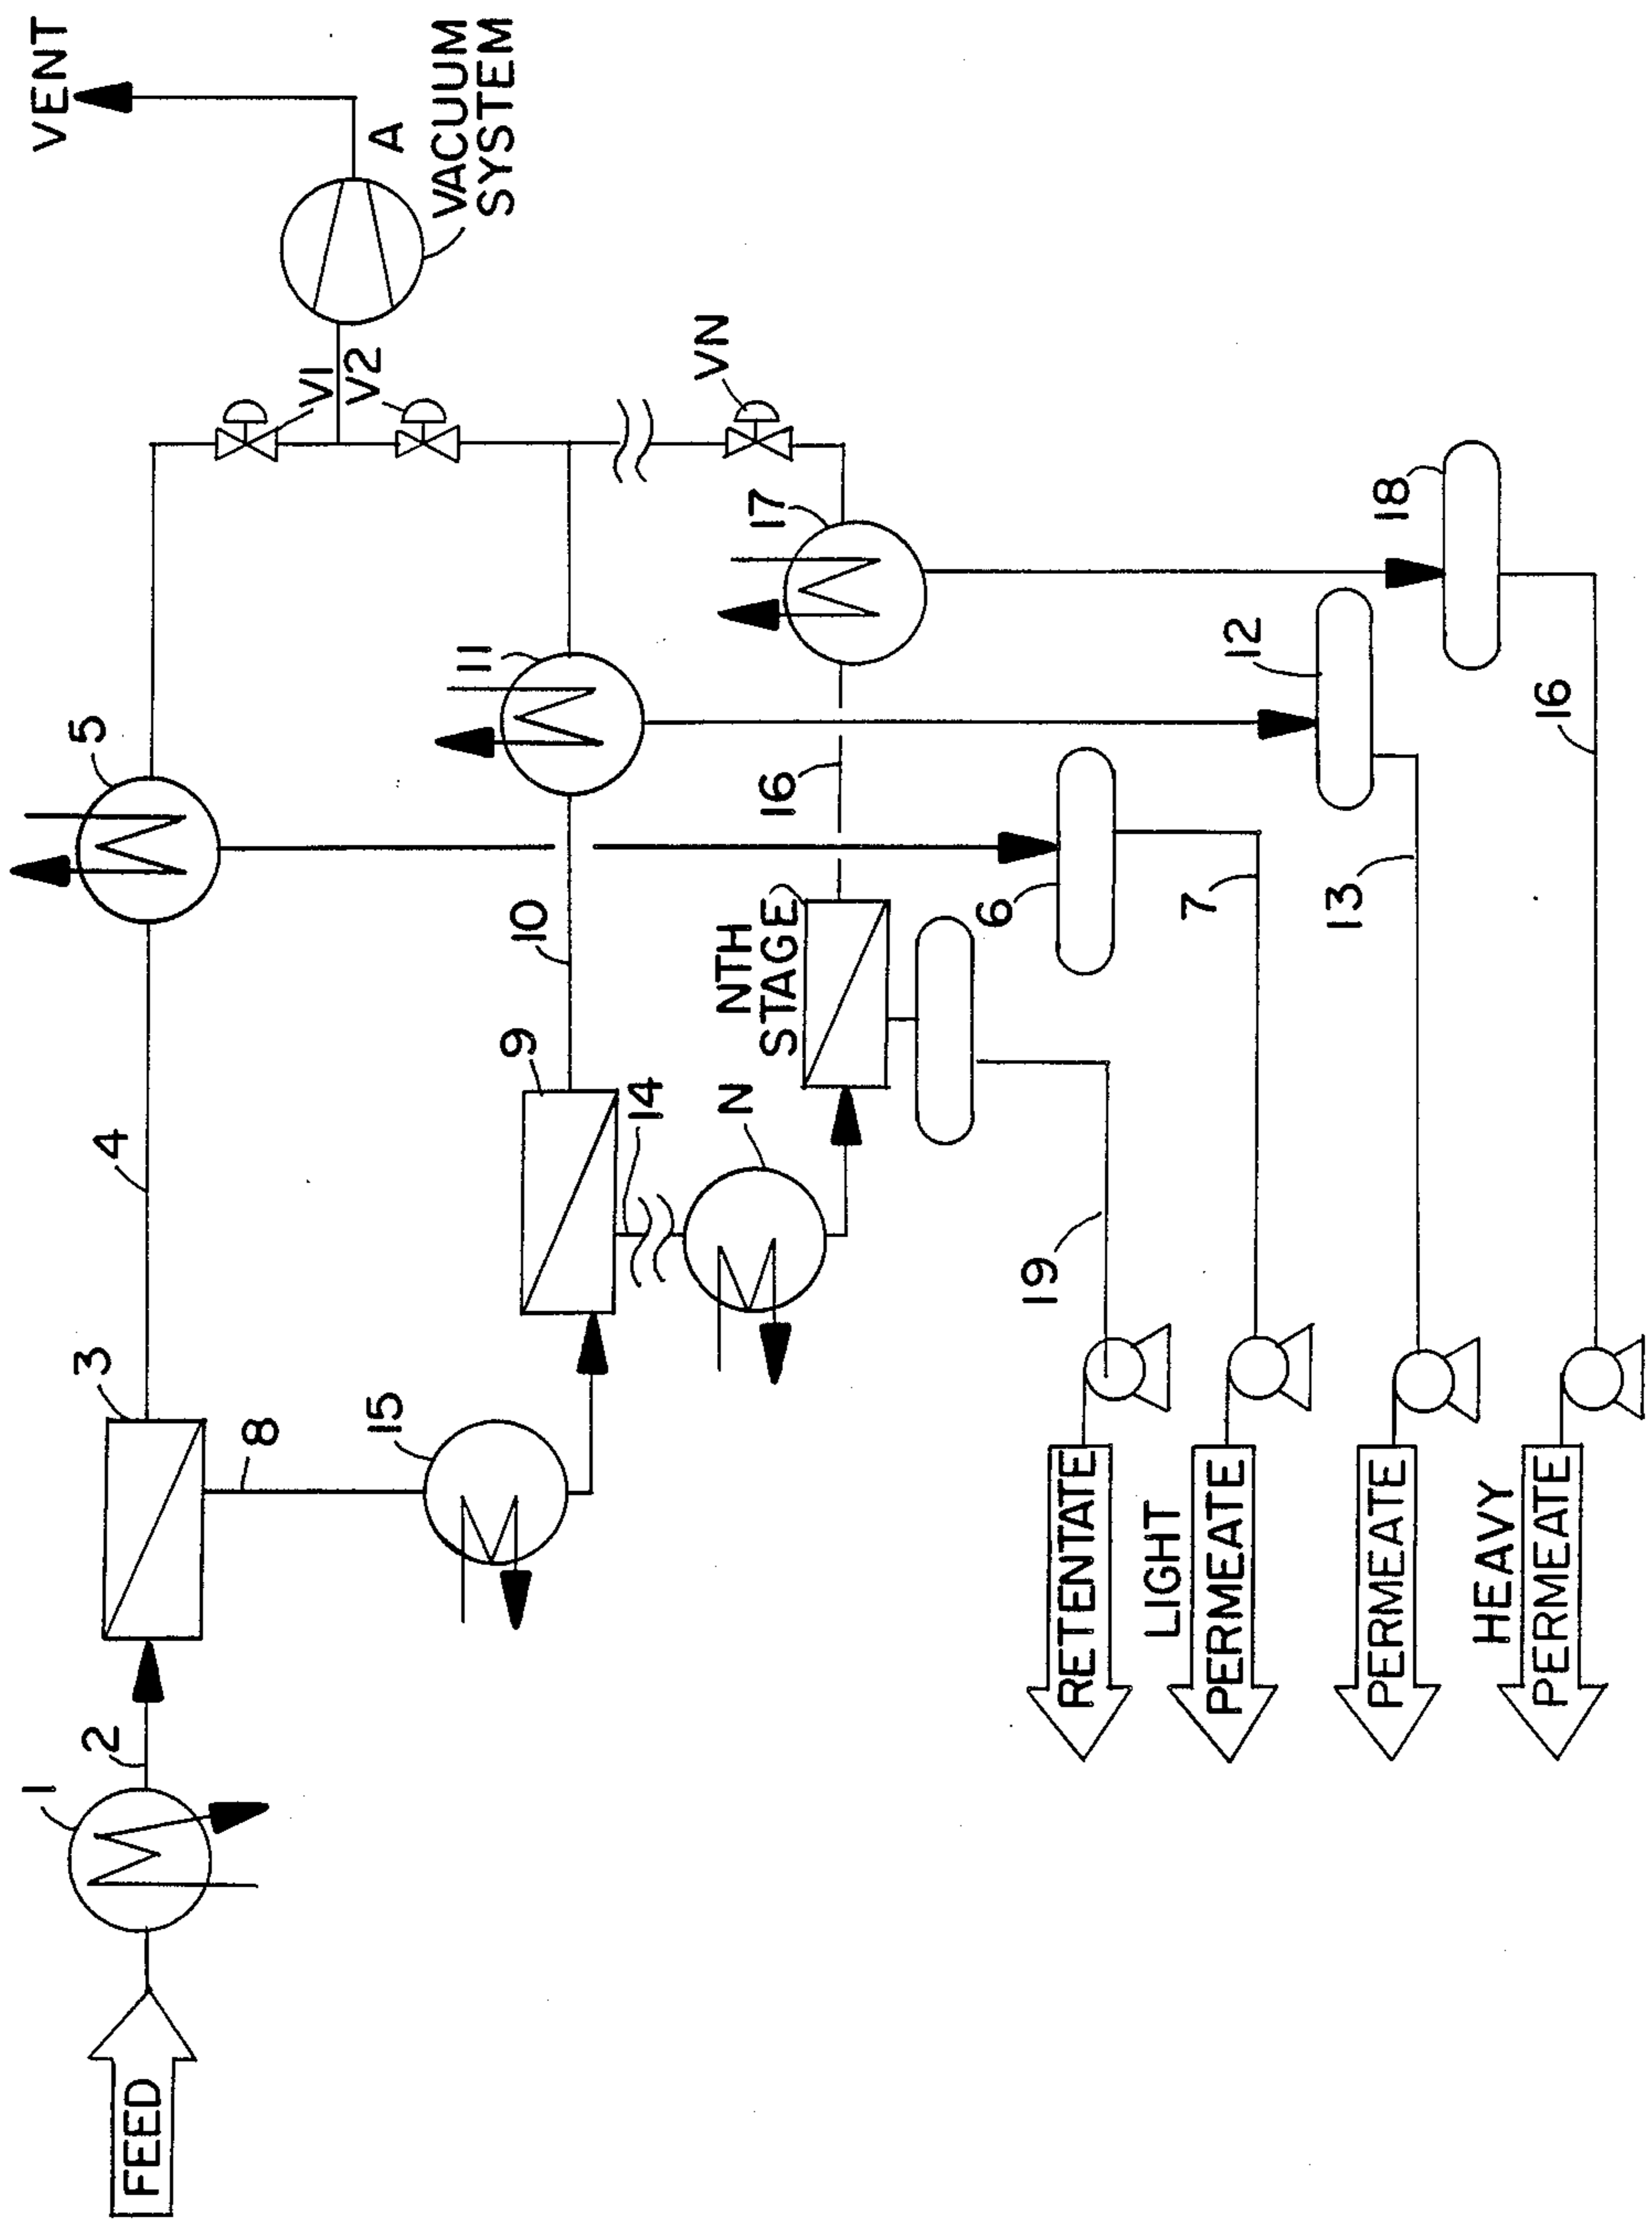 FEED
1
2
3
4
5
VENT
A
VACUUM
SYSTEM
V1
V2
VN
8
15
9
10
11
14
N
NTH
STAGE
16
17
6
12
18
19
7
13
16
RETENTATE
LIGHT
PERMEATE
PERMEATE
HEAVY
PERMEATE